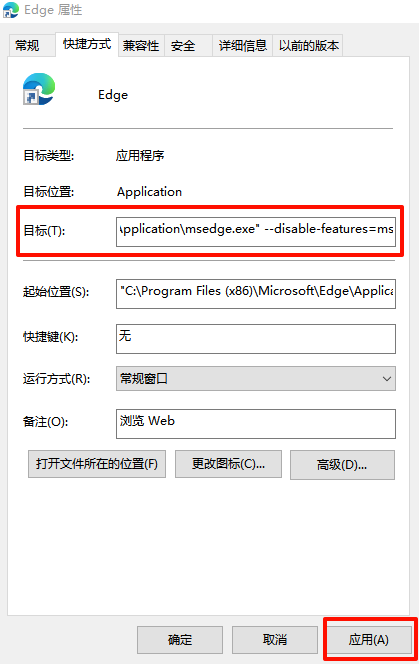 Edge 属性
常规 快捷方式 兼容性 安全 详细信息 以前的版本
Edge
目标类型: 应用程序
目标位置: Application
目标(T): \pplication\msedge.exe" --disable-features=ms
起始位置(S): "C:\Program Files (x86)\Microsoft\Edge\Applica
快捷键(K): 无
运行方式(R): 常规窗口
备注(O): 浏览 Web
打开文件所在的位置(F) 更改图标(C)... 高级(D)...
确定 取消 应用(A)